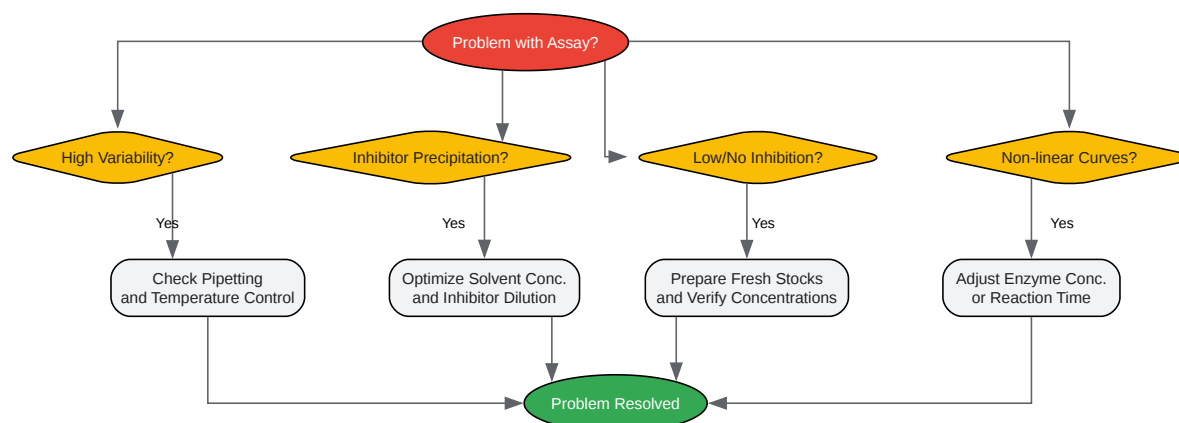 Problem with Assay?
High Variability?
Inhibitor Precipitation?
Low/No Inhibition?
Non-linear Curves?
Yes
Yes
Yes
Yes
Check Pipetting
and Temperature Control
Optimize Solvent Conc.
and Inhibitor Dilution
Prepare Fresh Stocks
and Verify Concentrations
Adjust Enzyme Conc.
or Reaction Time
Problem Resolved